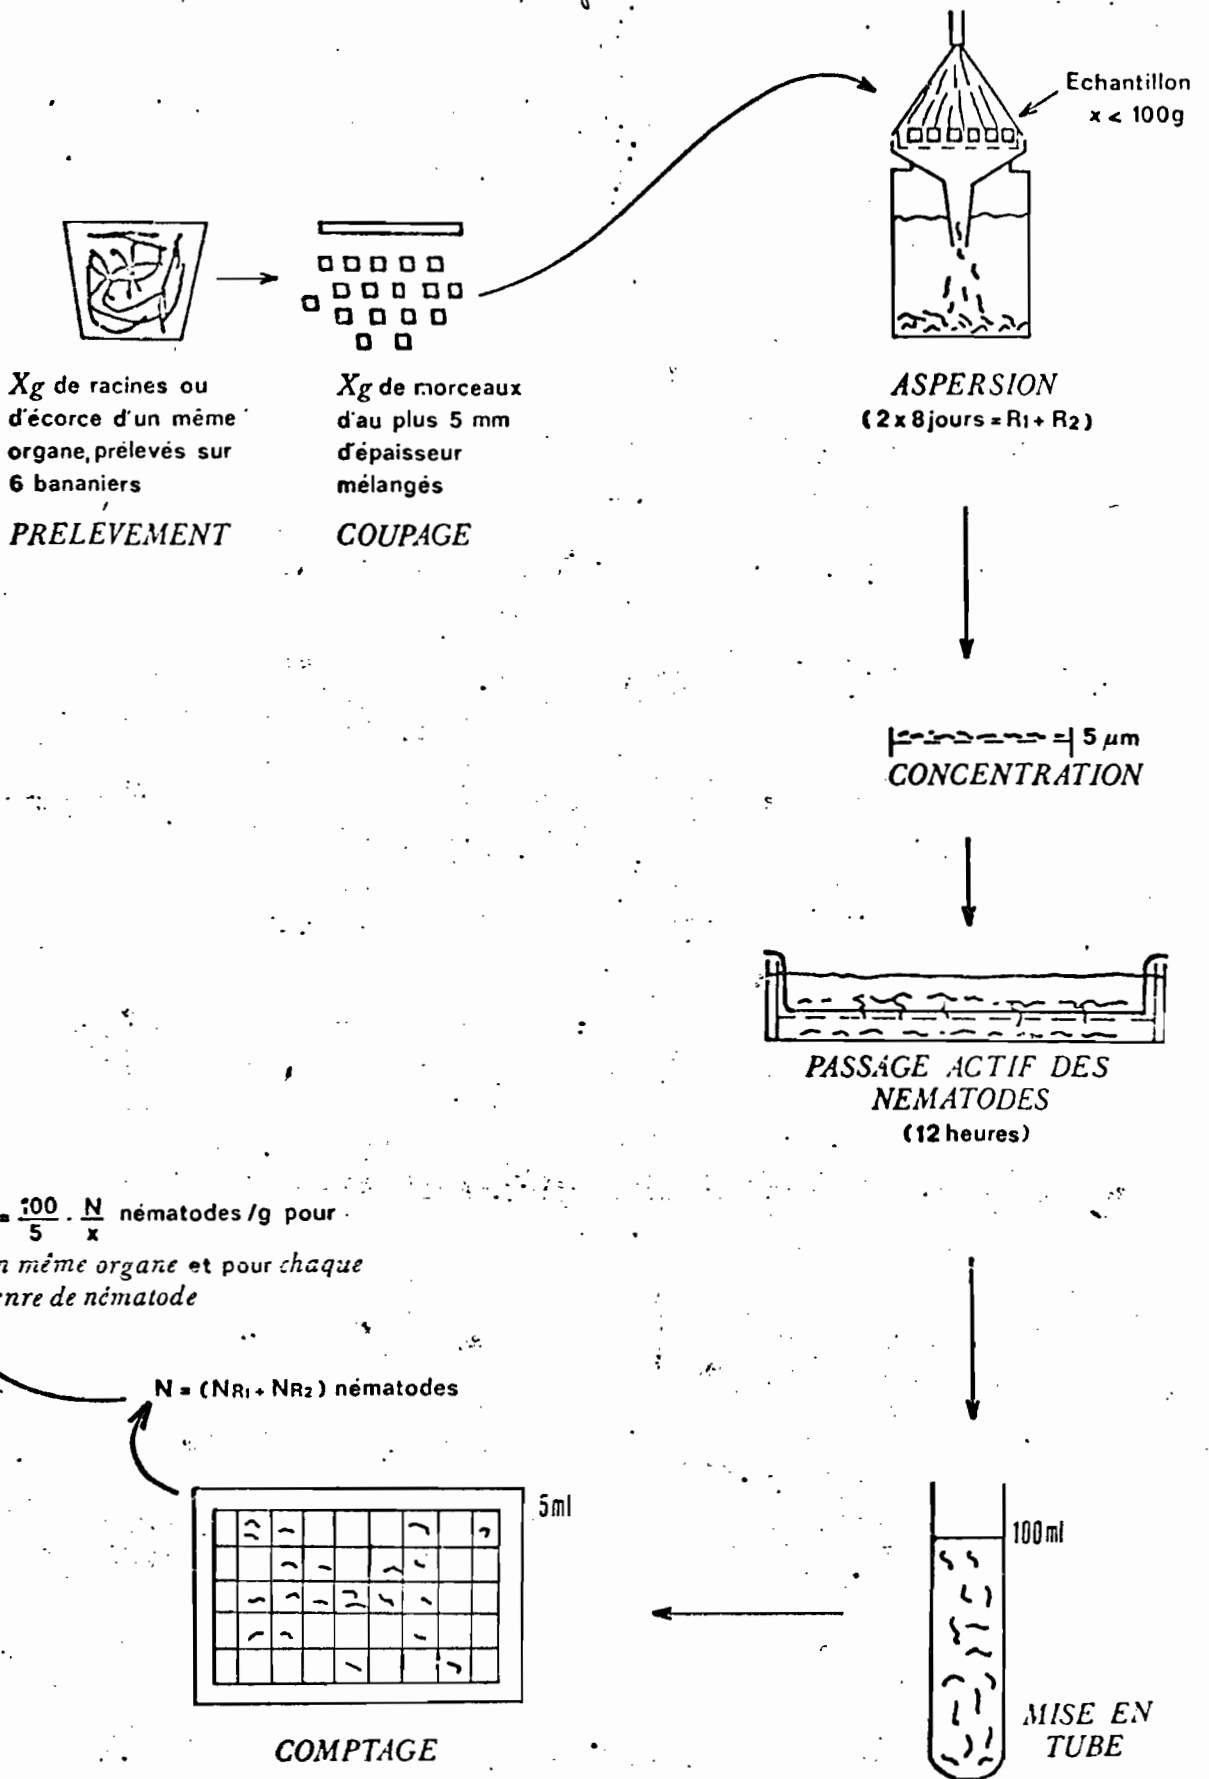 Echantillon
x < 100g
Xg de racines ou
d'écorce d'un même
organe, prélevés sur
6 bananiers
PRELÉVEMENT
Xg de morceaux
d'au plus 5 mm
d'épaisseur
mélangés
COUPAGE
ASPERSION
(2 x 8 jours = R1 + R2)
5 µm
CONCENTRATION
PASSAGE ACTIF DES
NEMATODES
(12 heures)
= 100/5 . N/x nématodes /g pour
n même organe et pour chaque
enre de nématode
N = (NR1 + NR2) nématodes
5ml
COMPTAGE
100ml
MISE EN
TUBE